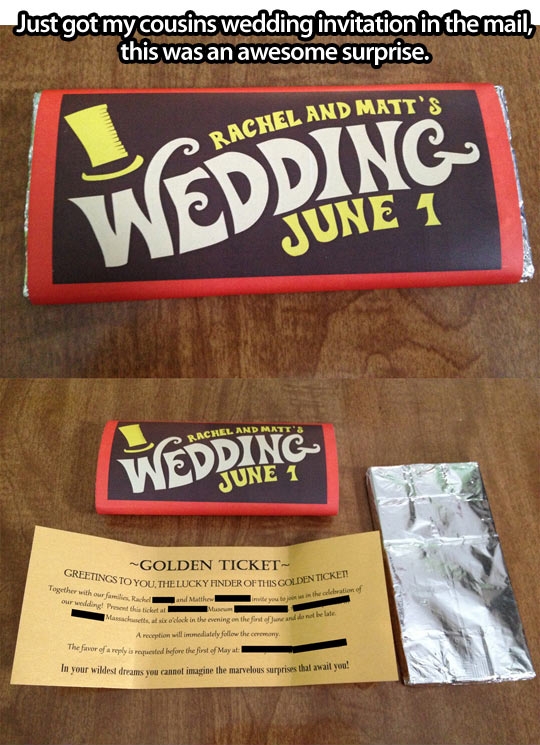 Just got my cousins wedding invitation in the mail,
this was an awesome surprise.
RACHEL AND MATT'S
WEDDING
JUNE 1
RACHEL AND MATT'S
WEDDING
JUNE 1
~GOLDEN TICKET~
GREETINGS TO YOU, THE LUCKY FINDER OF THIS GOLDEN TICKET!
Together with our families, Rachel and Matthew invite you to join us in the celebration of
our wedding! Present this ticket at Museum
Massachusetts, at six o'clock in the evening on the first of June and do not be late.
A reception will immediately follow the ceremony.
The favor of a reply is requested before the first of May at:
In your wildest dreams you cannot imagine the marvelous surprises that await you!